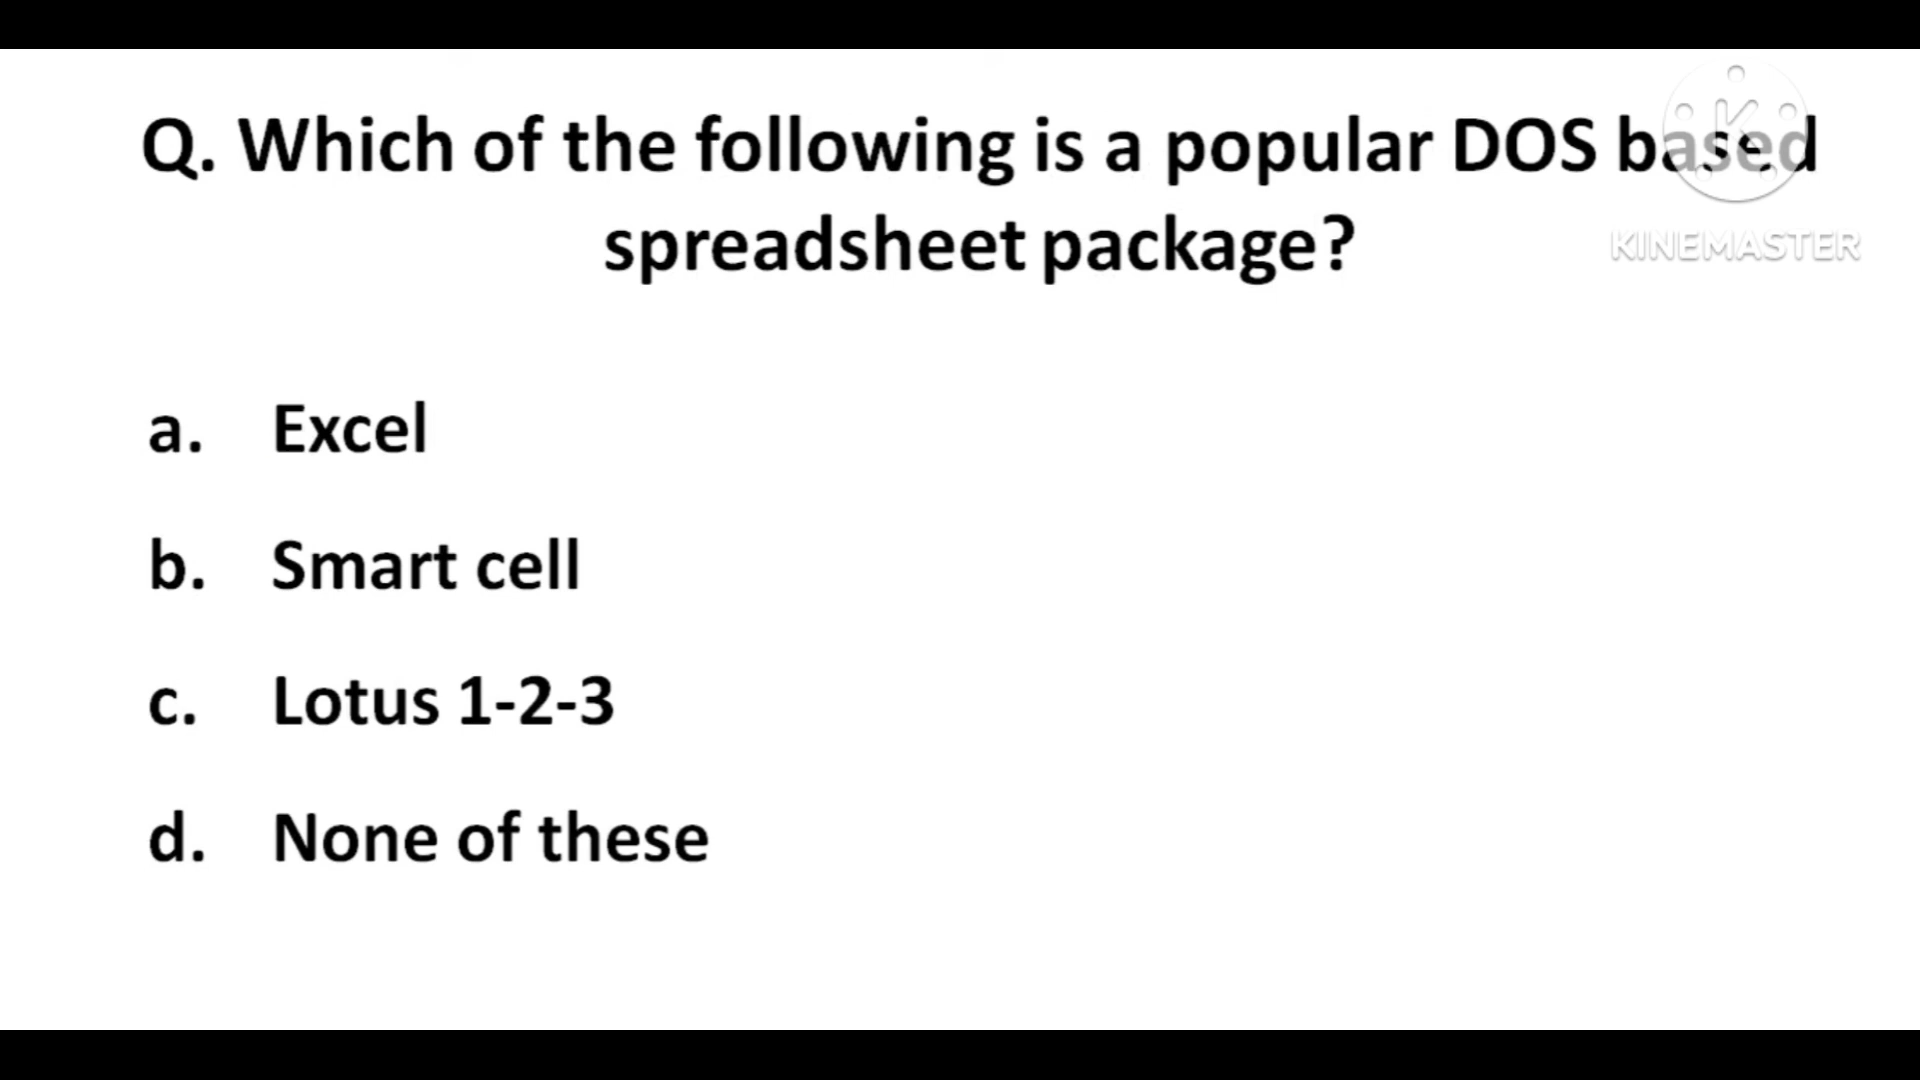 Q. Which of the following is a popular DOS based
spreadsheet package?
KINEMASTER
a. Excel
b. Smart cell
c. Lotus 1-2-3
d. None of these